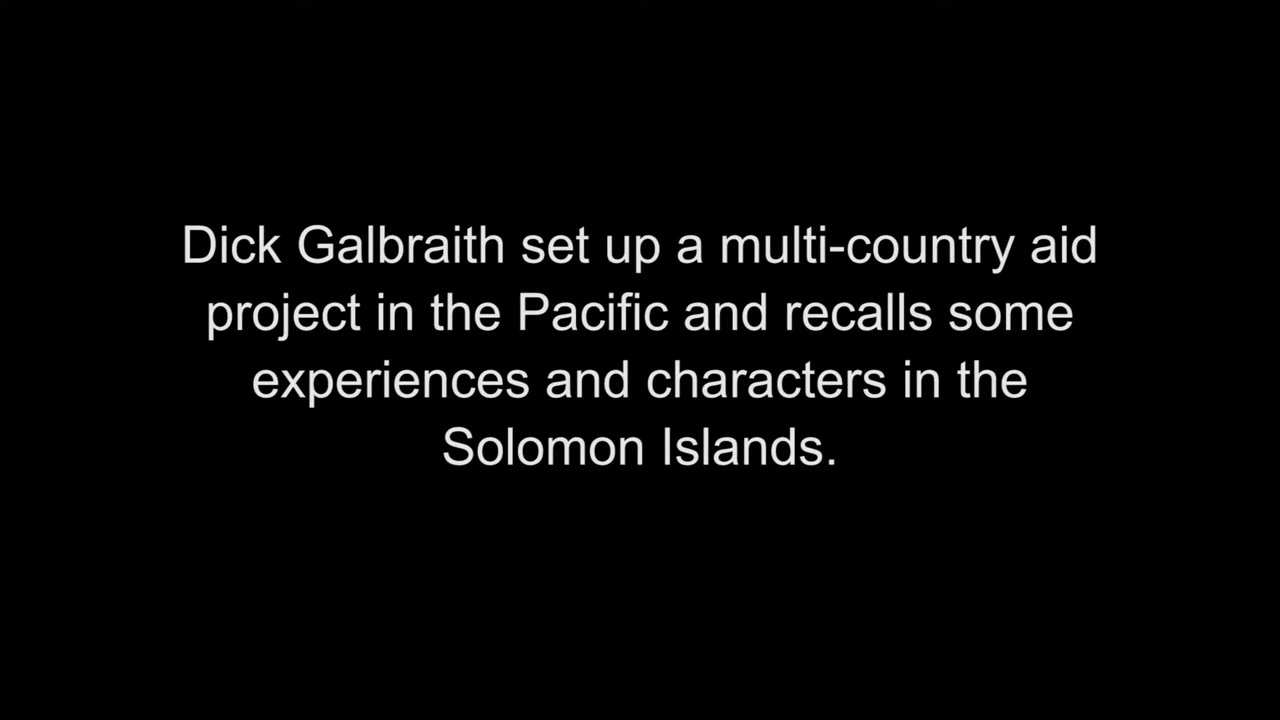 Dick Galbraith set up a multi-country aid
project in the Pacific and recalls some
experiences and characters in the
Solomon Islands.